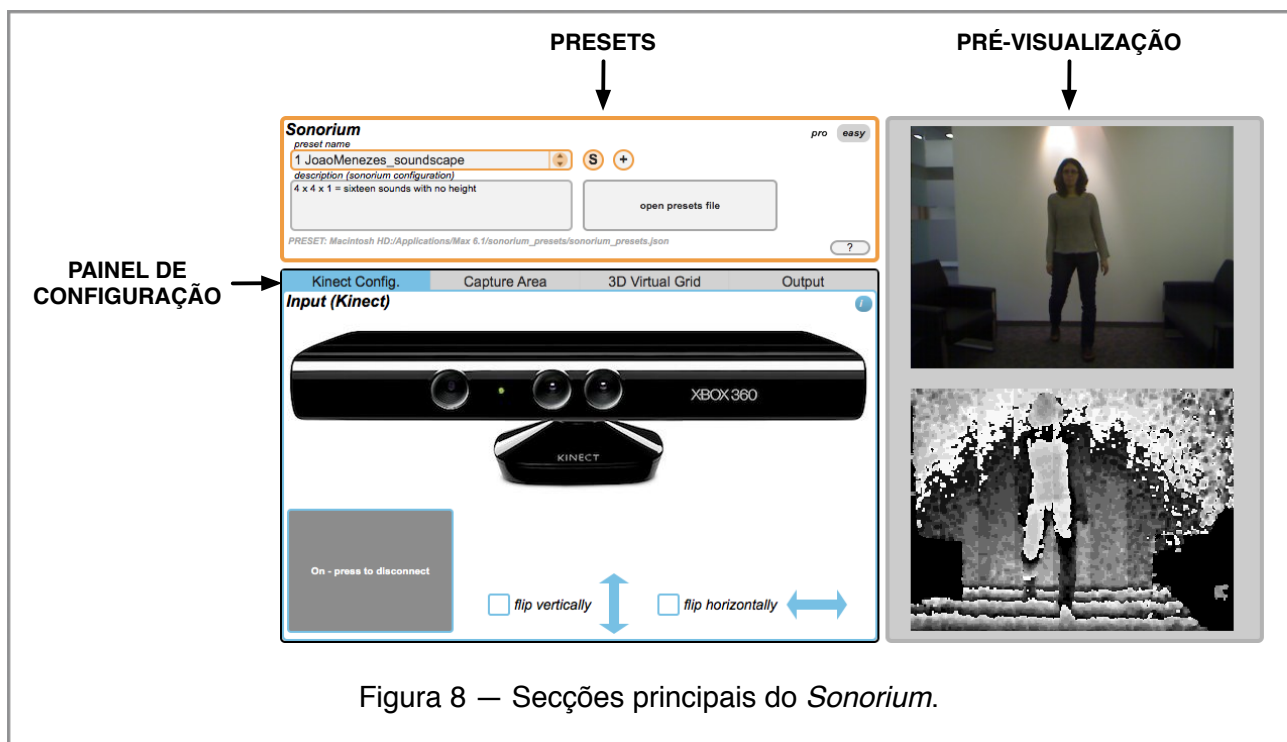 PRESETS
PRÉ-VISUALIZAÇÃO
Sonorium
pro easy
preset name
1 JoaoMenezes_soundscape
S +
description (sonorium configuration)
4 x 4 x 1 = sixteen sounds with no height
open presets file
PRESET: Macintosh HD:/Applications/Max 6.1/sonorium_presets/sonorium_presets.json
?
PAINEL DE
CONFIGURAÇÃO
Kinect Config. Capture Area 3D Virtual Grid Output
Input (Kinect)
i
XBOX 360
KINECT
On - press to disconnect
flip vertically
flip horizontally
Figura 8 — Secções principais do Sonorium.